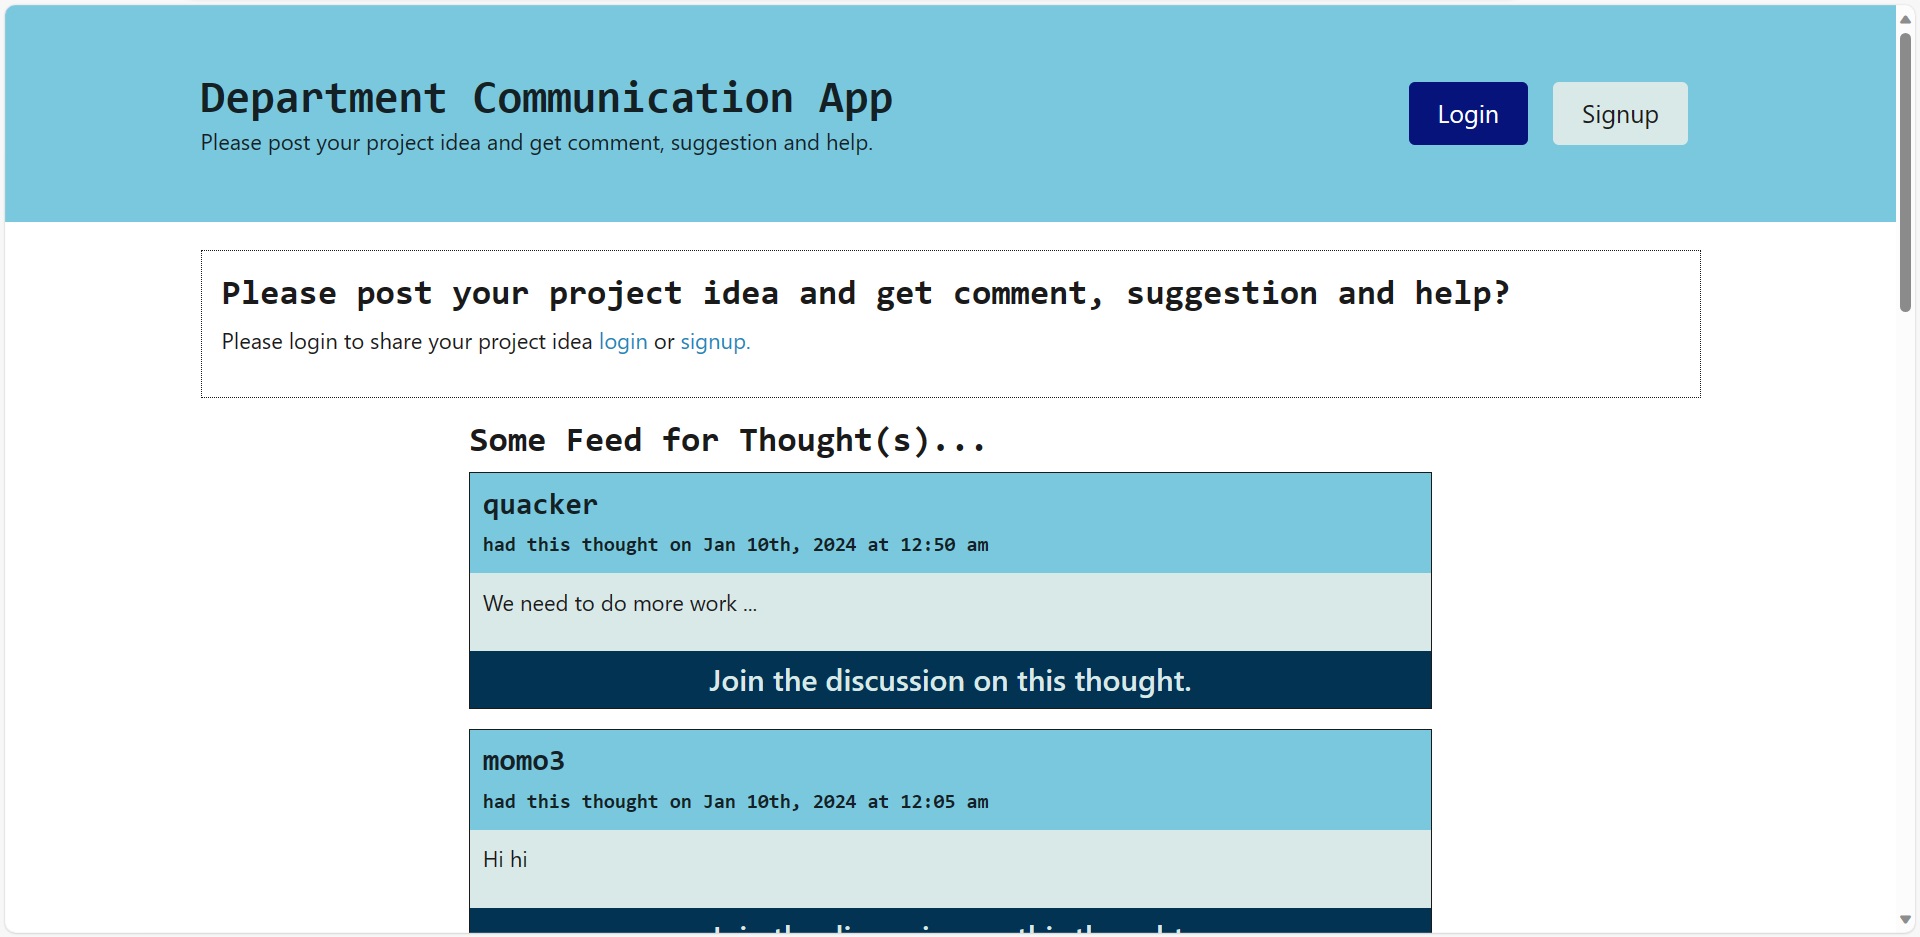 Department Communication App
Please post your project idea and get comment, suggestion and help.
Login
Signup
Please post your project idea and get comment, suggestion and help?
Please login to share your project idea login or signup.
Some Feed for Thought(s)...
quacker
had this thought on Jan 10th, 2024 at 12:50 am
We need to do more work ...
Join the discussion on this thought.
momo3
had this thought on Jan 10th, 2024 at 12:05 am
Hi hi